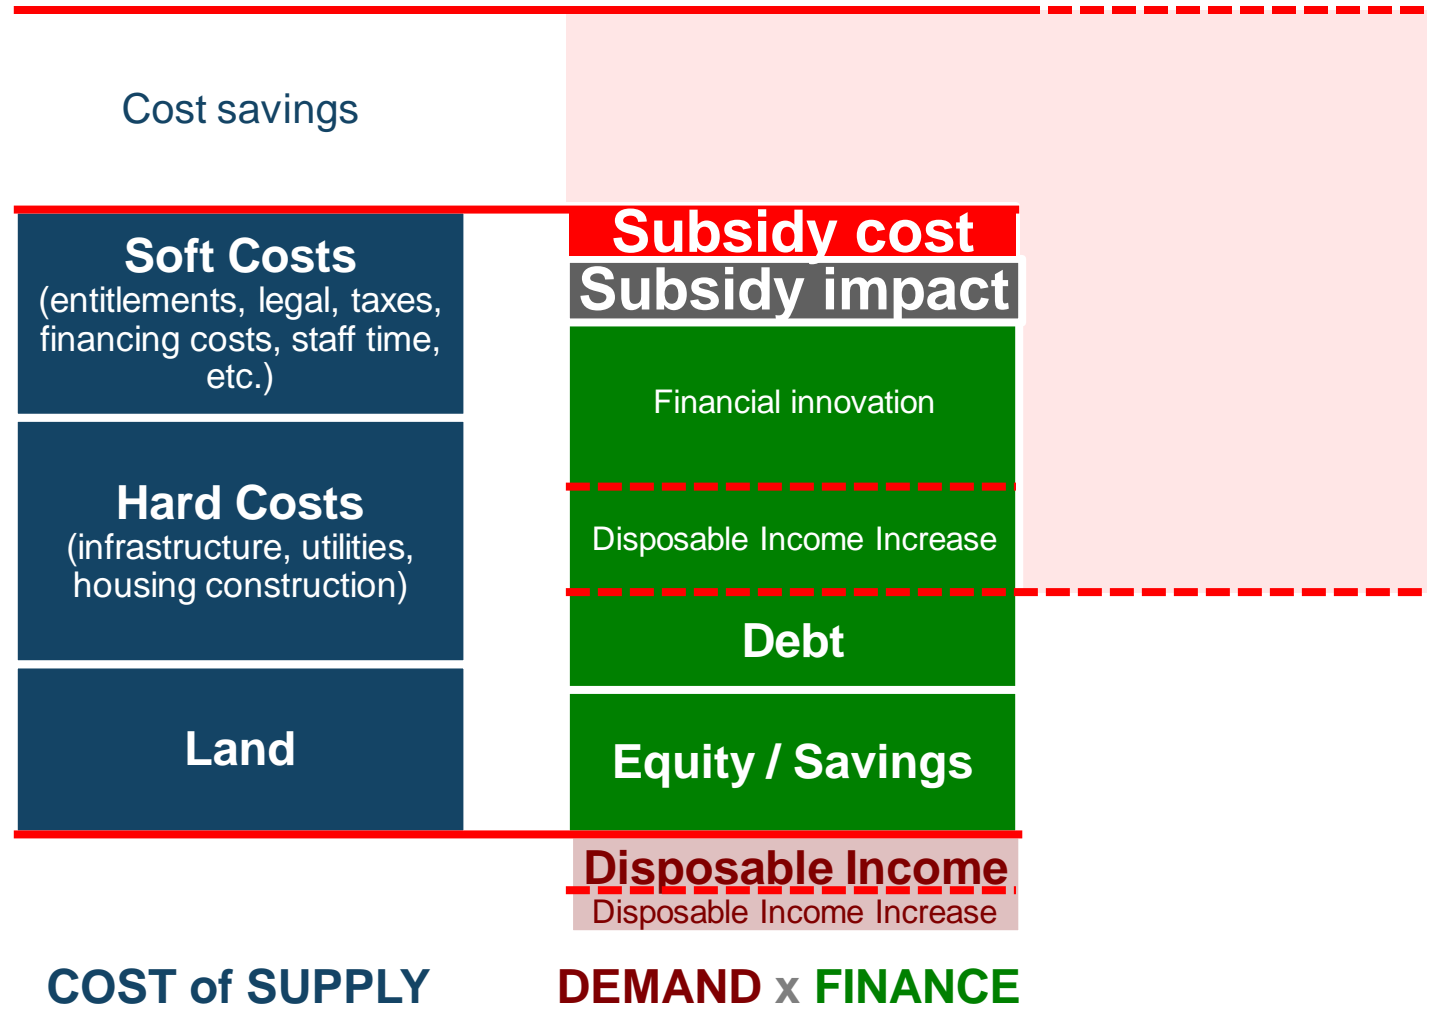 Cost savings
Soft Costs
(entitlements, legal, taxes,
financing costs, staff time,
etc.)
Hard Costs
(infrastructure, utilities,
housing construction)
Land
COST of SUPPLY
Subsidy cost
Subsidy impact
Financial innovation
Disposable Income Increase
Debt
Equity / Savings
Disposable Income
Disposable Income Increase
DEMAND x FINANCE